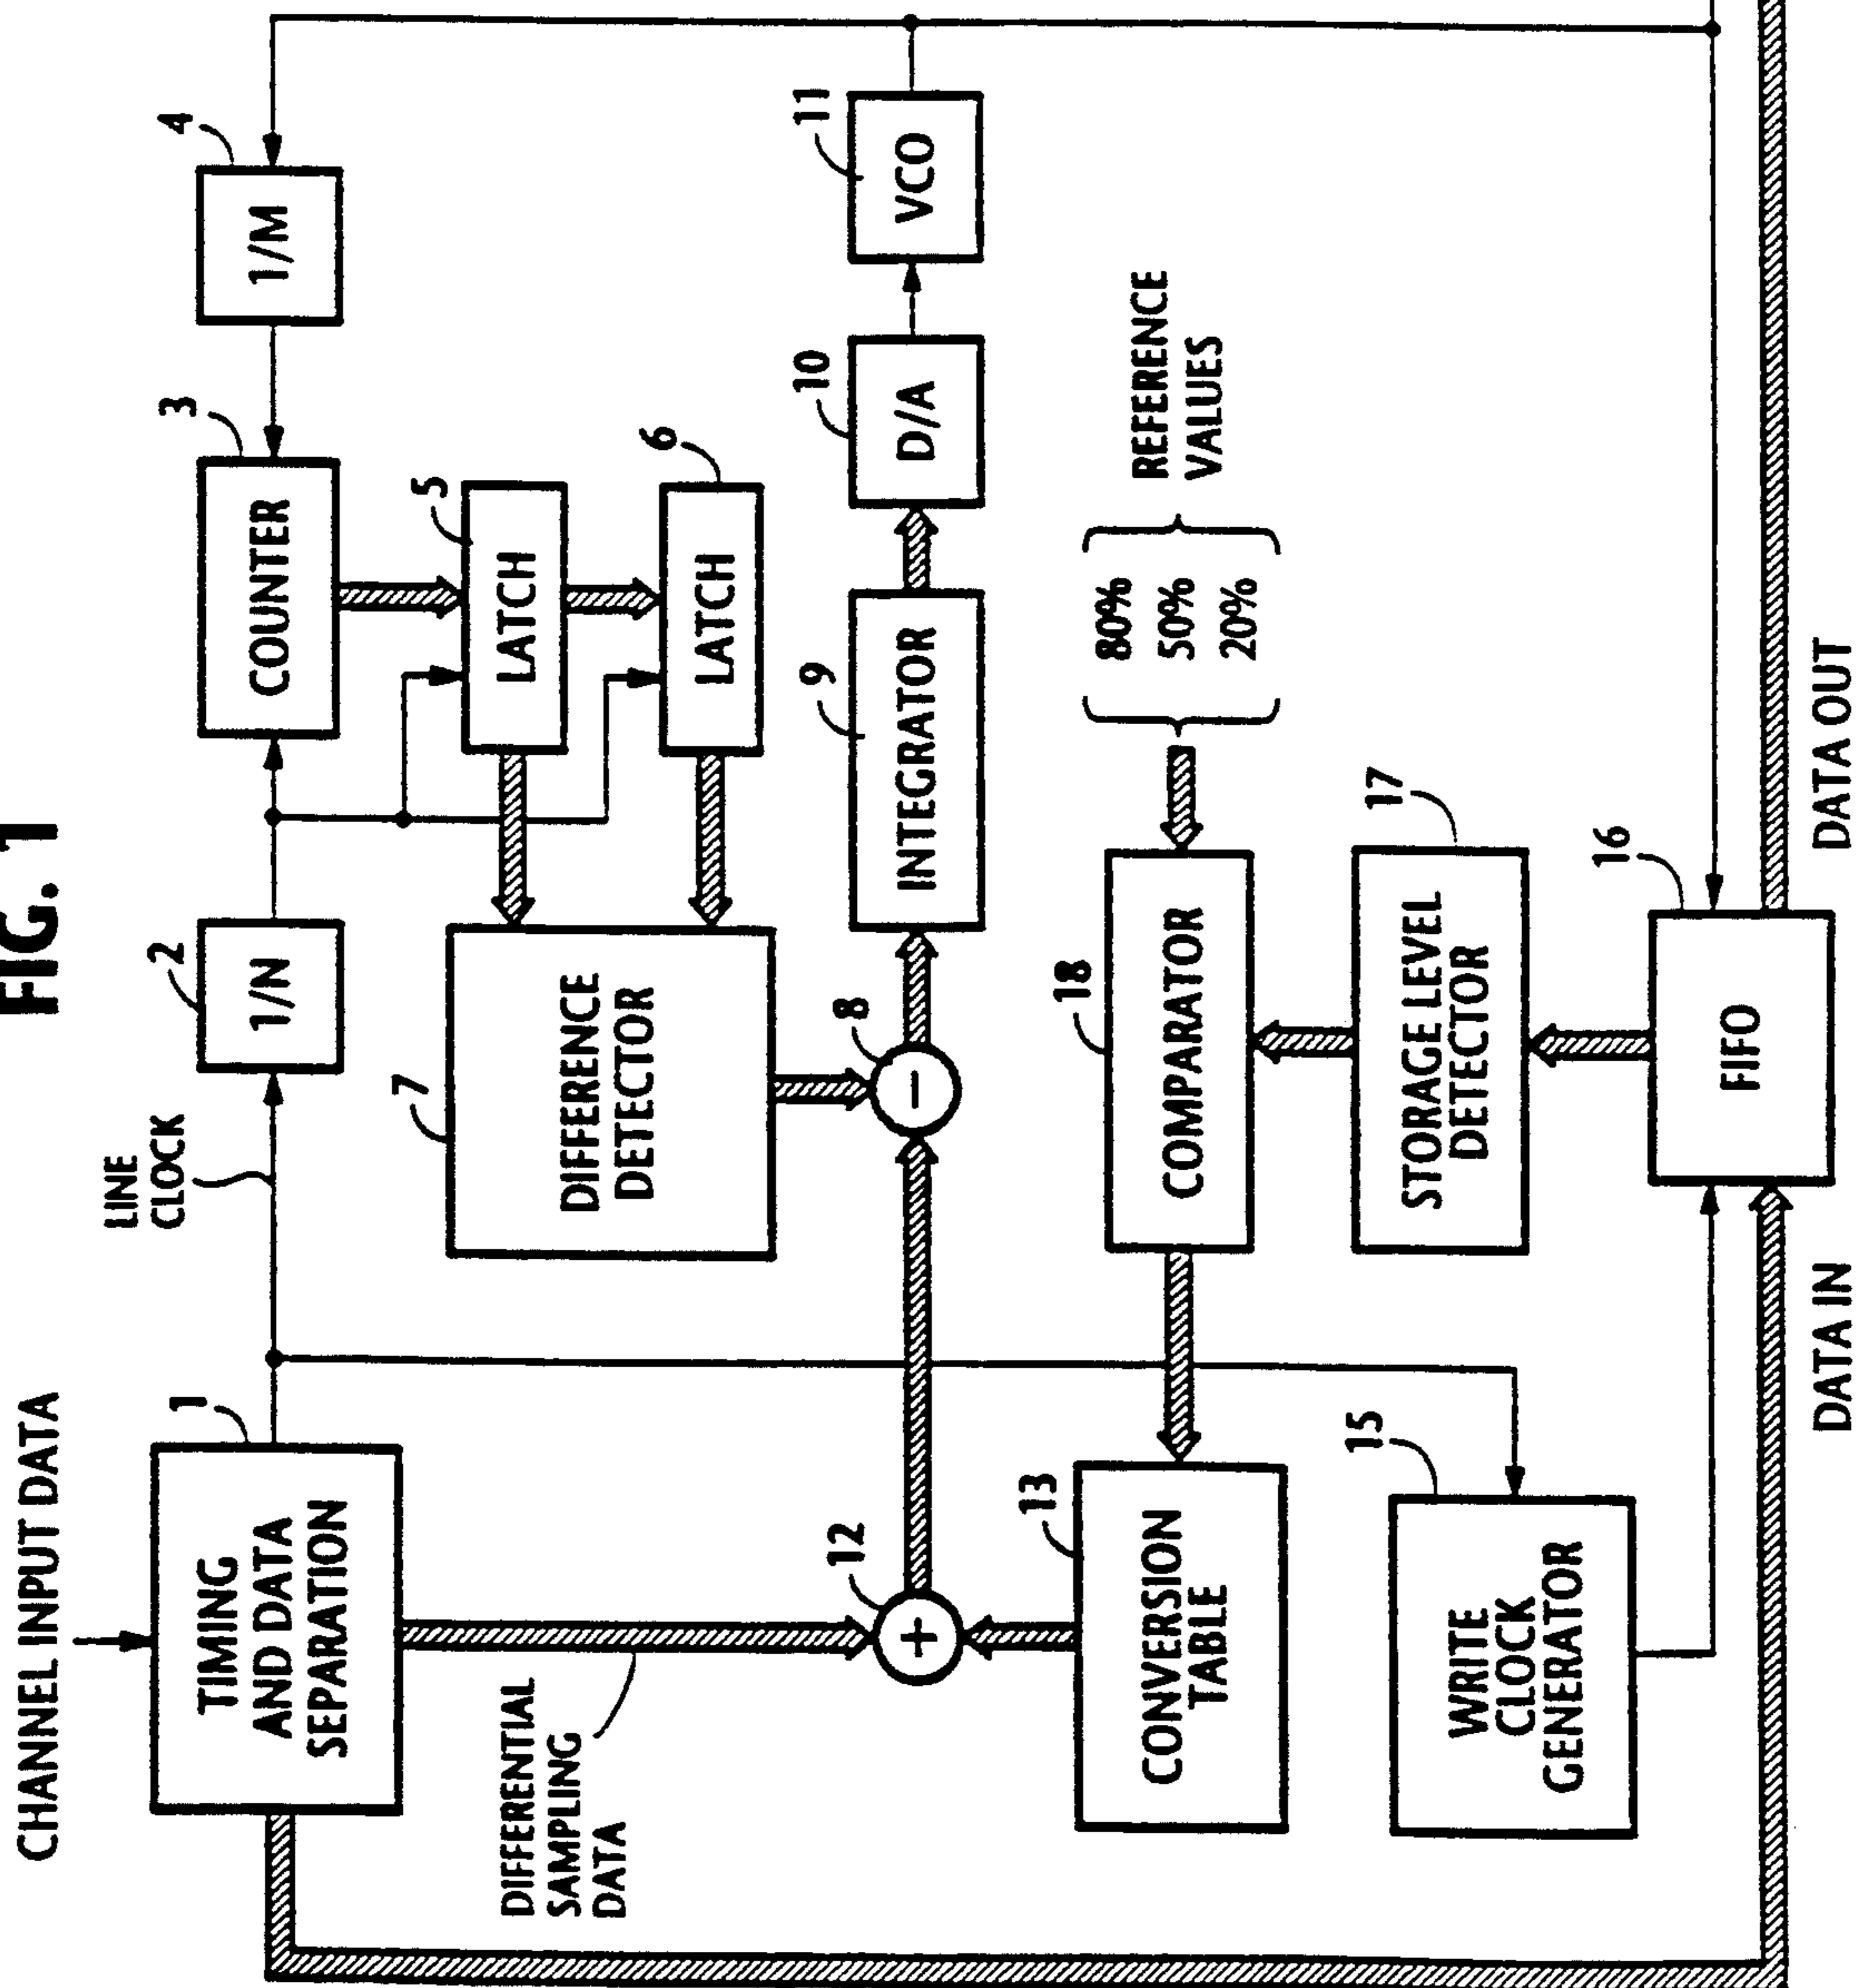 FIG. 1
CHANNEL INPUT DATA
1
TIMING
AND DATA
SEPARATION
LINE
CLOCK
2
1/N
3
COUNTER
4
1/M
5
LATCH
6
LATCH
7
DIFFERENCE
DETECTOR
DIFFERENTIAL
SAMPLING
DATA
12
+
8
−
9
INTEGRATOR
10
D/A
11
VCO
13
CONVERSION
TABLE
18
COMPARATOR
80%
50%
20%
REFERENCE
VALUES
15
WRITE
CLOCK
GENERATOR
17
STORAGE LEVEL
DETECTOR
16
FIFO
DATA IN
DATA OUT